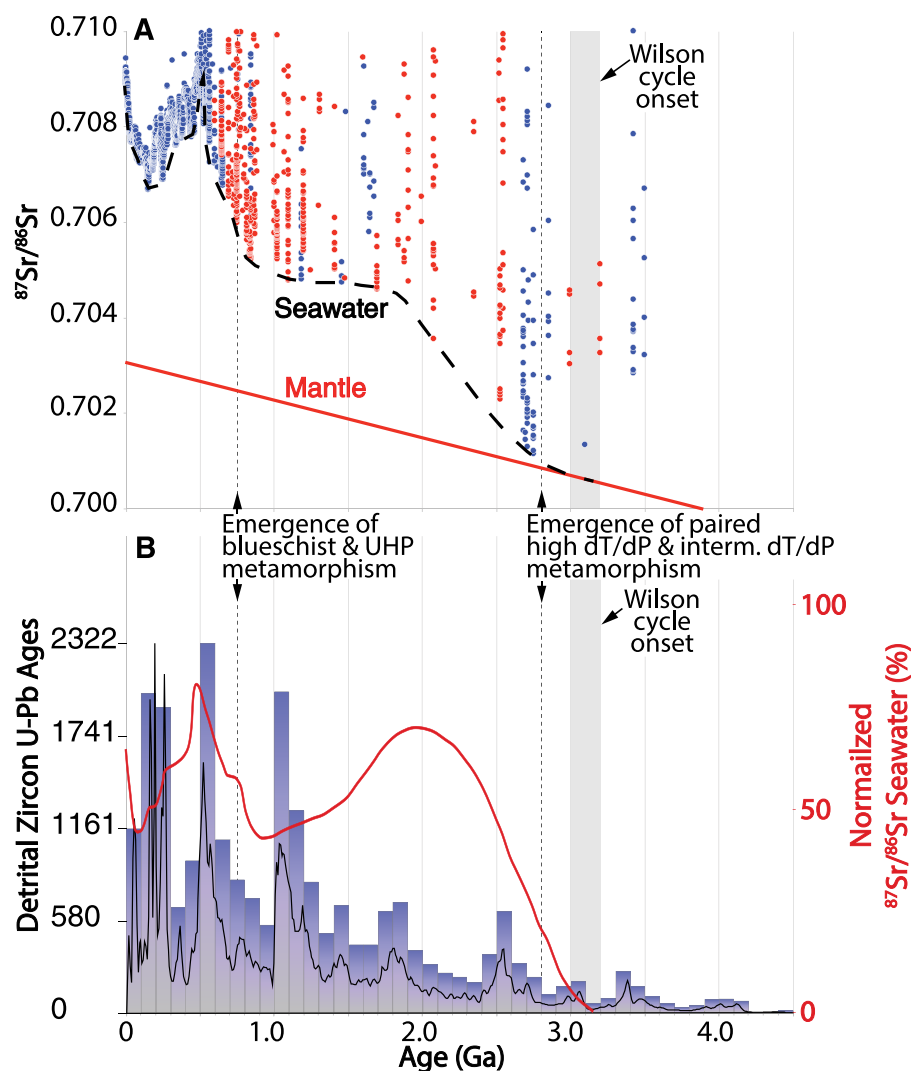 A
0.710
0.708
0.706
0.704
0.702
0.700
87Sr/86Sr
Wilson
cycle
onset
Seawater
Mantle
Emergence of
blueschist & UHP
metamorphism
Emergence of paired
high dT/dP & interm. dT/dP
metamorphism
B
Wilson
cycle
onset
2322
1741
1161
580
0
Detrital Zircon U-Pb Ages
100
50
0
Normailzed
87Sr/86Sr Seawater (%)
0
1.0
2.0
3.0
4.0
Age (Ga)